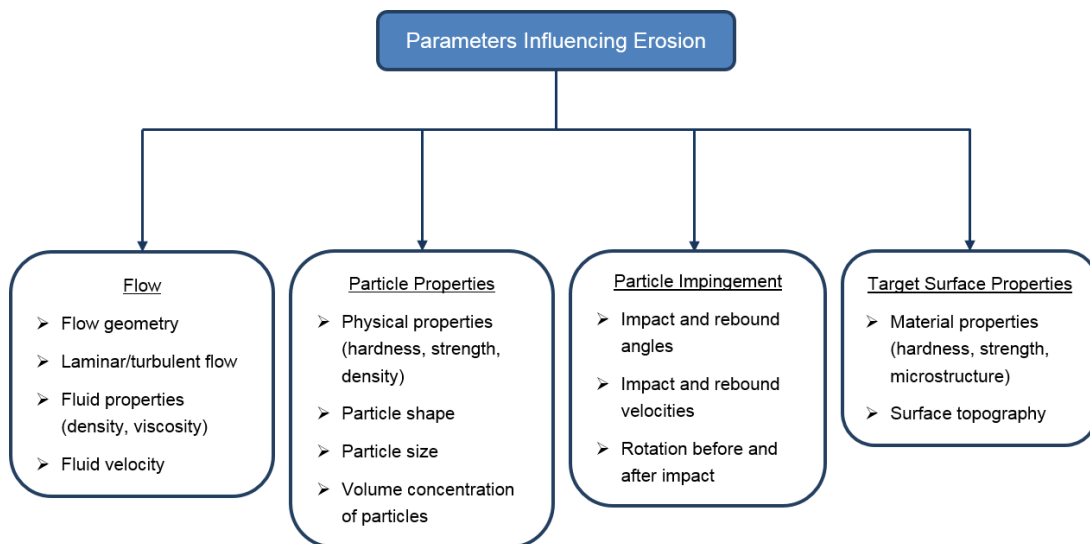 Parameters Influencing Erosion
Flow
➢ Flow geometry
➢ Laminar/turbulent flow
➢ Fluid properties
(density, viscosity)
➢ Fluid velocity
Particle Properties
➢ Physical properties
(hardness, strength,
density)
➢ Particle shape
➢ Particle size
➢ Volume concentration
of particles
Particle Impingement
➢ Impact and rebound
angles
➢ Impact and rebound
velocities
➢ Rotation before and
after impact
Target Surface Properties
➢ Material properties
(hardness, strength,
microstructure)
➢ Surface topography